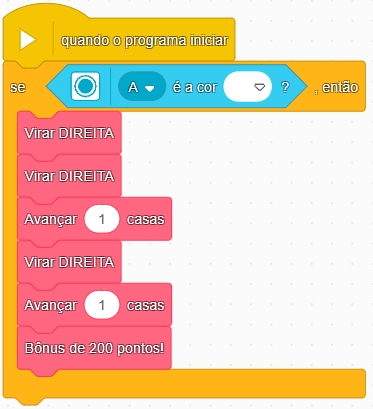 quando o programa iniciar
se A é a cor ? , então
Virar DIREITA
Virar DIREITA
Avançar 1 casas
Virar DIREITA
Avançar 1 casas
Bônus de 200 pontos!